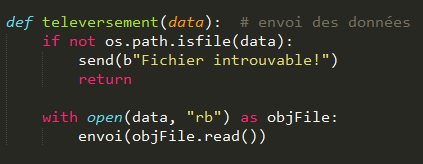 def televersement(data):  # envoi des données
    if not os.path.isfile(data):
        send(b"Fichier introuvable!")
        return
    with open(data, "rb") as objFile:
        envoi(objFile.read())